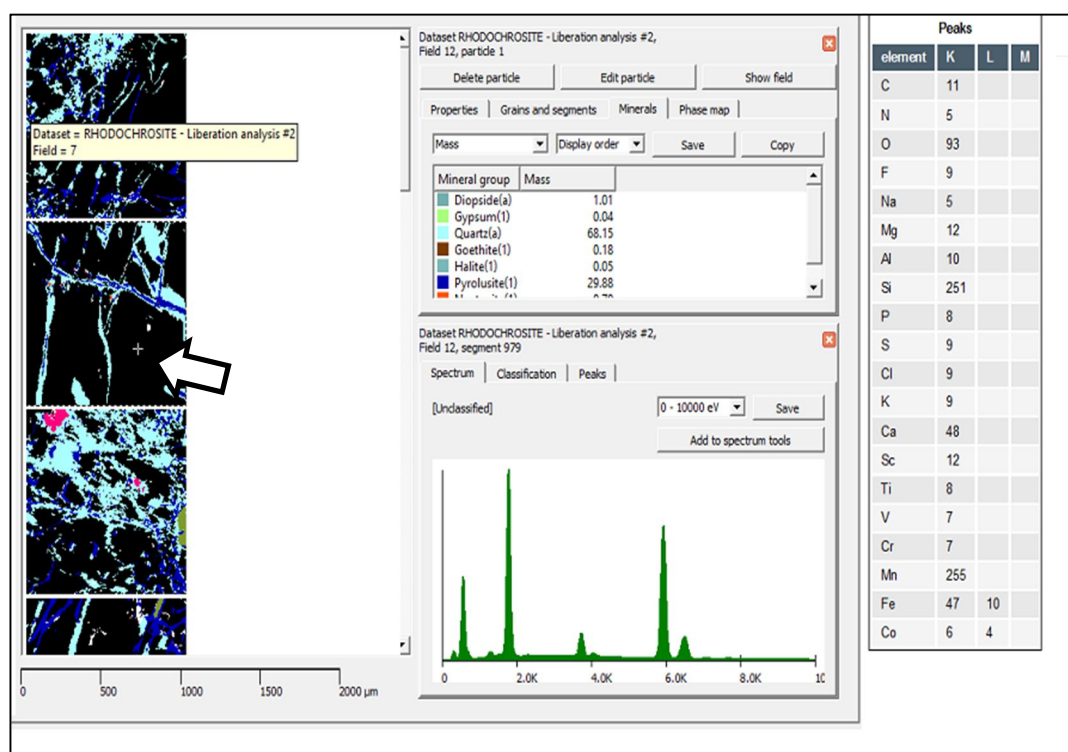 Dataset = RHODOCHROSITE - Liberation analysis #2
Field = 7
0 500 1000 1500 2000 µm
Dataset RHODOCHROSITE - Liberation analysis #2,
Field 12, particle 1
Delete particle Edit particle Show field
Properties Grains and segments Minerals Phase map
Mass Display order Save Copy
Mineral group Mass
Diopside(a) 1.01
Gypsum(1) 0.04
Quartz(a) 68.15
Goethite(1) 0.18
Halite(1) 0.05
Pyrolusite(1) 29.88
Dataset RHODOCHROSITE - Liberation analysis #2,
Field 12, segment 979
Spectrum Classification Peaks
[Unclassified] 0 - 10000 eV Save
Add to spectrum tools
0 2.0K 4.0K 6.0K 8.0K 1(
Peaks
element K L M
C 11
N 5
O 93
F 9
Na 5
Mg 12
Al 10
Si 251
P 8
S 9
Cl 9
K 9
Ca 48
Sc 12
Ti 8
V 7
Cr 7
Mn 255
Fe 47 10
Co 6 4